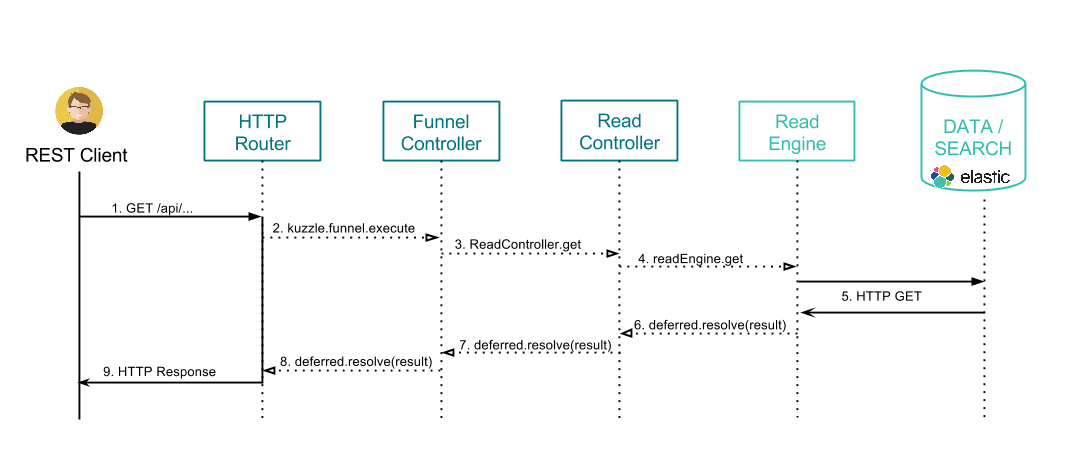 REST Client
HTTP
Router
Funnel
Controller
Read
Controller
Read
Engine
DATA /
SEARCH
elastic
1. GET /api/...
2. kuzzle.funnel.execute
3. ReadController.get
4. readEngine.get
5. HTTP GET
6. deferred.resolve(result)
7. deferred.resolve(result)
8. deferred.resolve(result)
9. HTTP Response